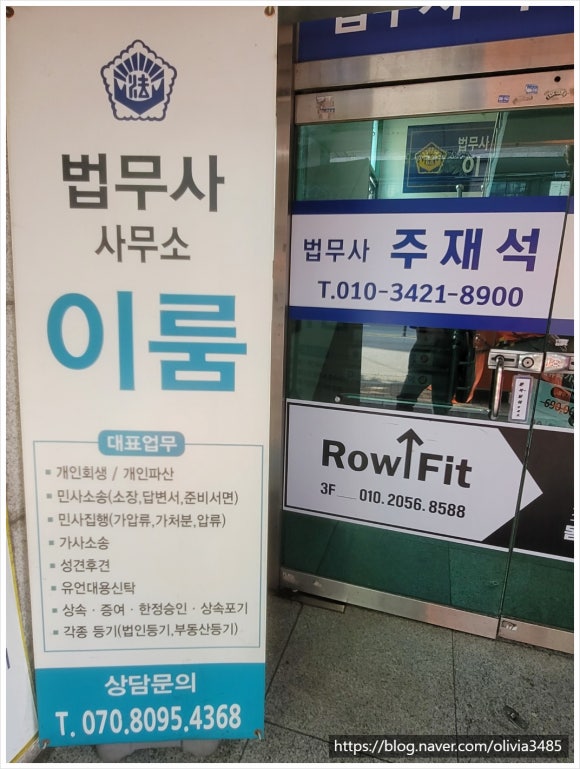 法
법무사
사무소
이룸
대표업무
개인회생 / 개인파산
민사소송(소장,답변서,준비서면)
민사집행(가압류,가처분,압류)
가사소송
성견후견
유언대용신탁
상속 · 증여 · 한정승인 · 상속포기
각종 등기(법인등기,부동산등기)
상담문의
T. 070.8095.4368
법무사
법무사
이
법무사 주재석
T.010-3421-8900
RowFit
3F 010.2056.8588
https://blog.naver.com/olivia3485